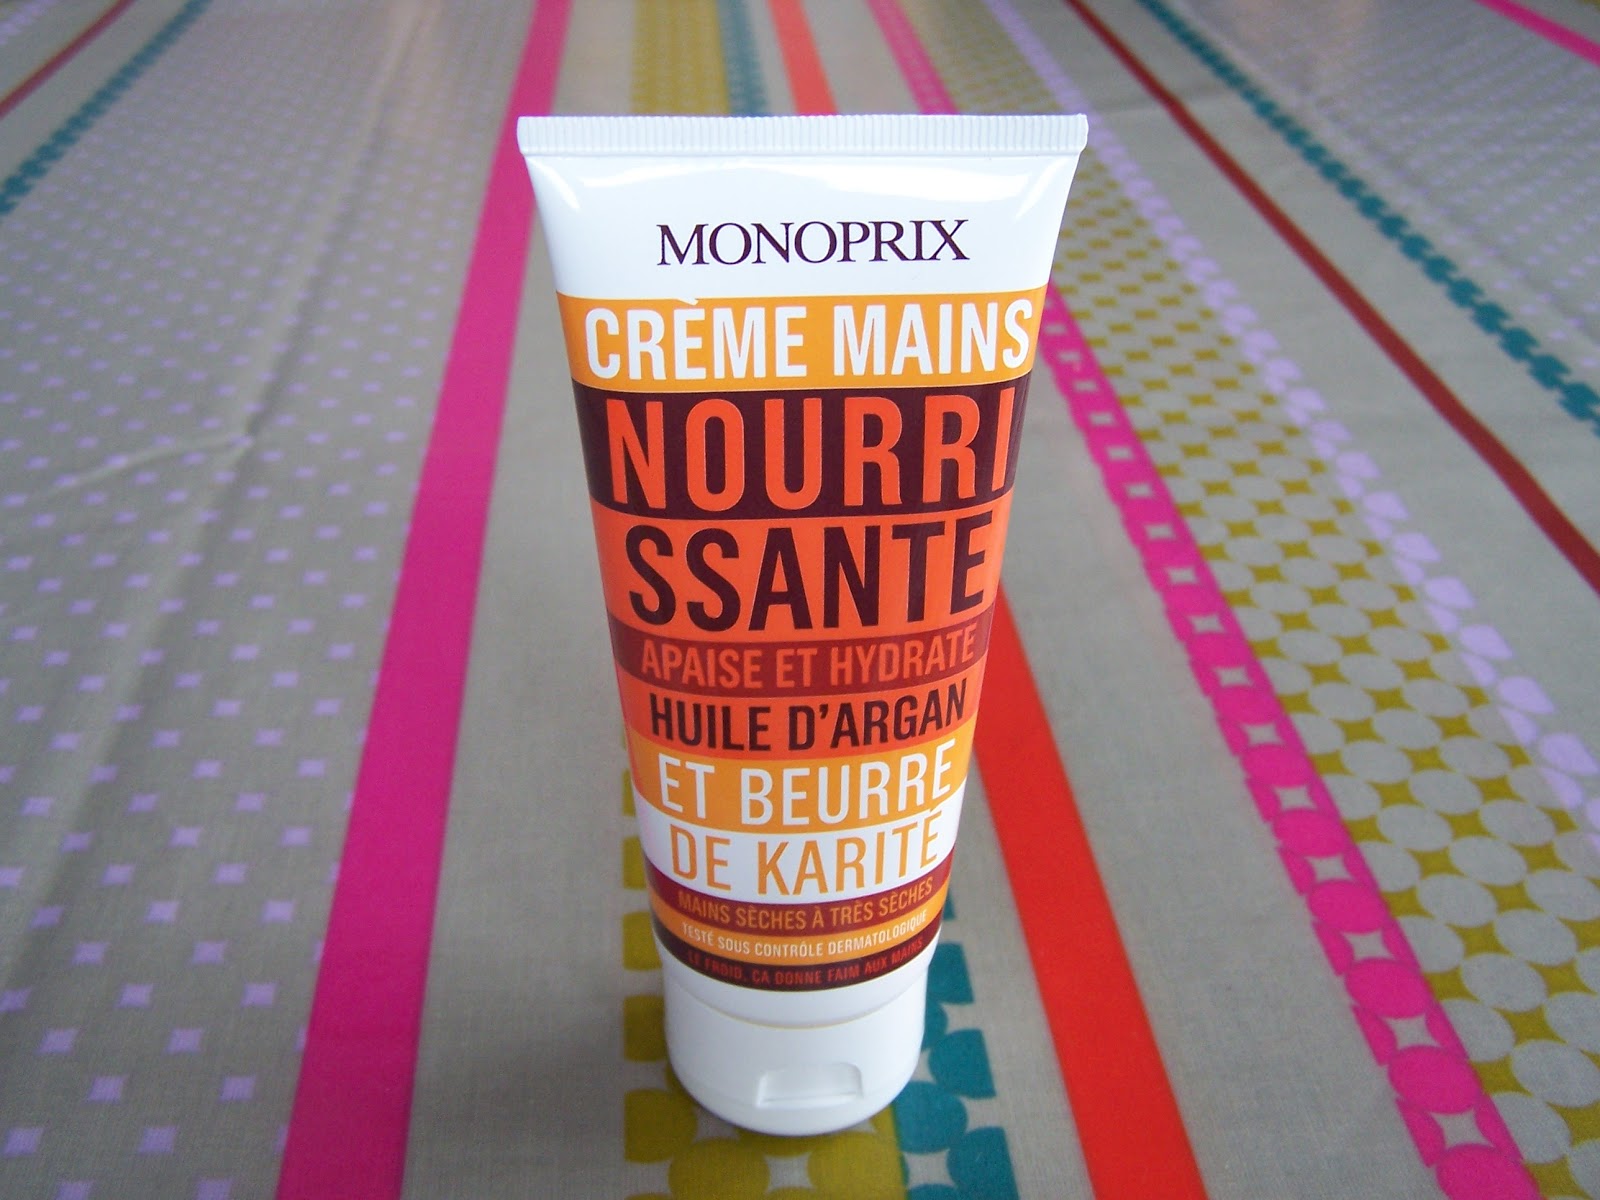 MONOPRIX
CRÈME MAINS
NOURRI
SSANTE
APAISE ET HYDRATE
HUILE D'ARGAN
ET BEURRE
DE KARITÉ
MAINS SÈCHES À TRÈS SÈCHES
TESTÉ SOUS CONTRÔLE DERMATOLOGIQUE
LE FROID, ÇA DONNE FAIM AUX MAINS